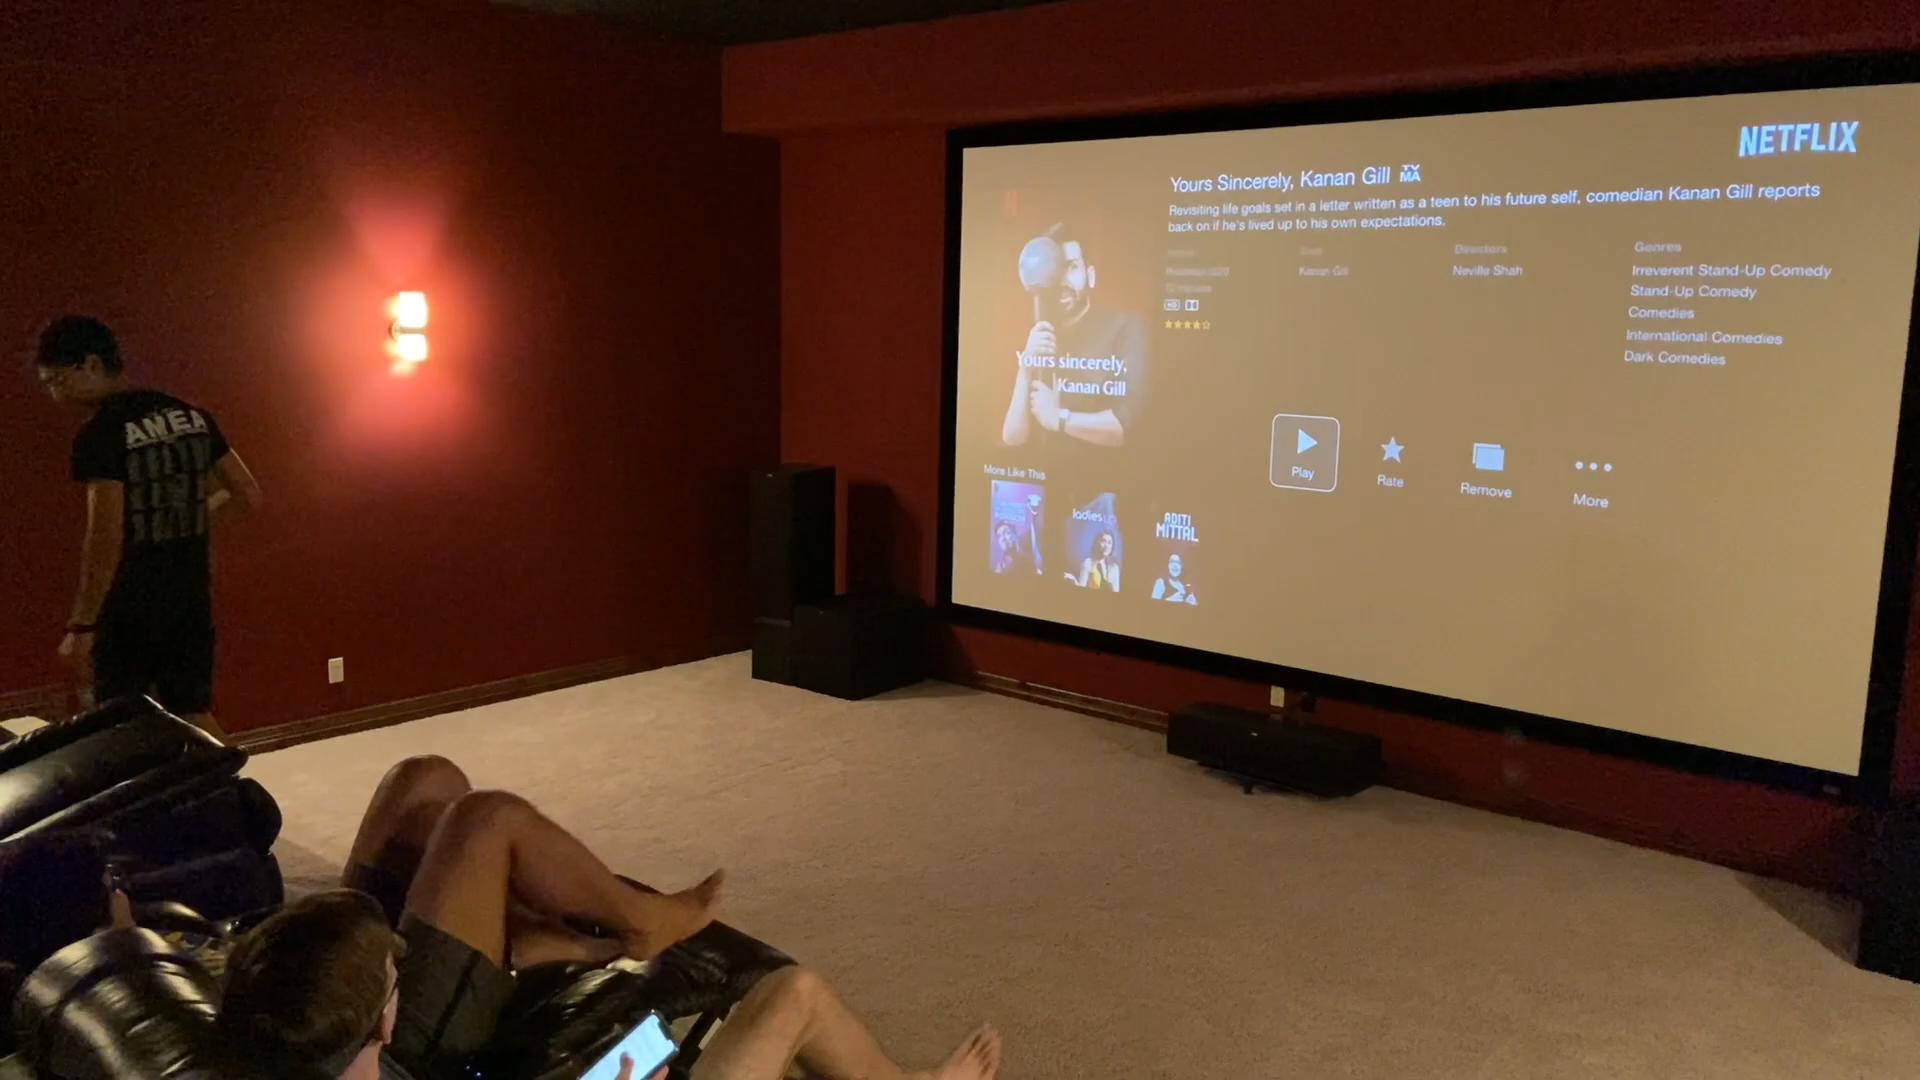 NETFLIX
Yours Sincerely, Kanan Gill TV MA
Revisiting life goals set in a letter written as a teen to his future self, comedian Kanan Gill reports
back on if he's lived up to his own expectations.
Kanan Gill
Directors
Neville Shah
Genres
Irreverent Stand-Up Comedy
Stand-Up Comedy
Comedies
International Comedies
Dark Comedies
HD
Yours sincerely,
Kanan Gill
Play
Rate
Remove
More
More Like This
ladies
ADITI
MITTAL